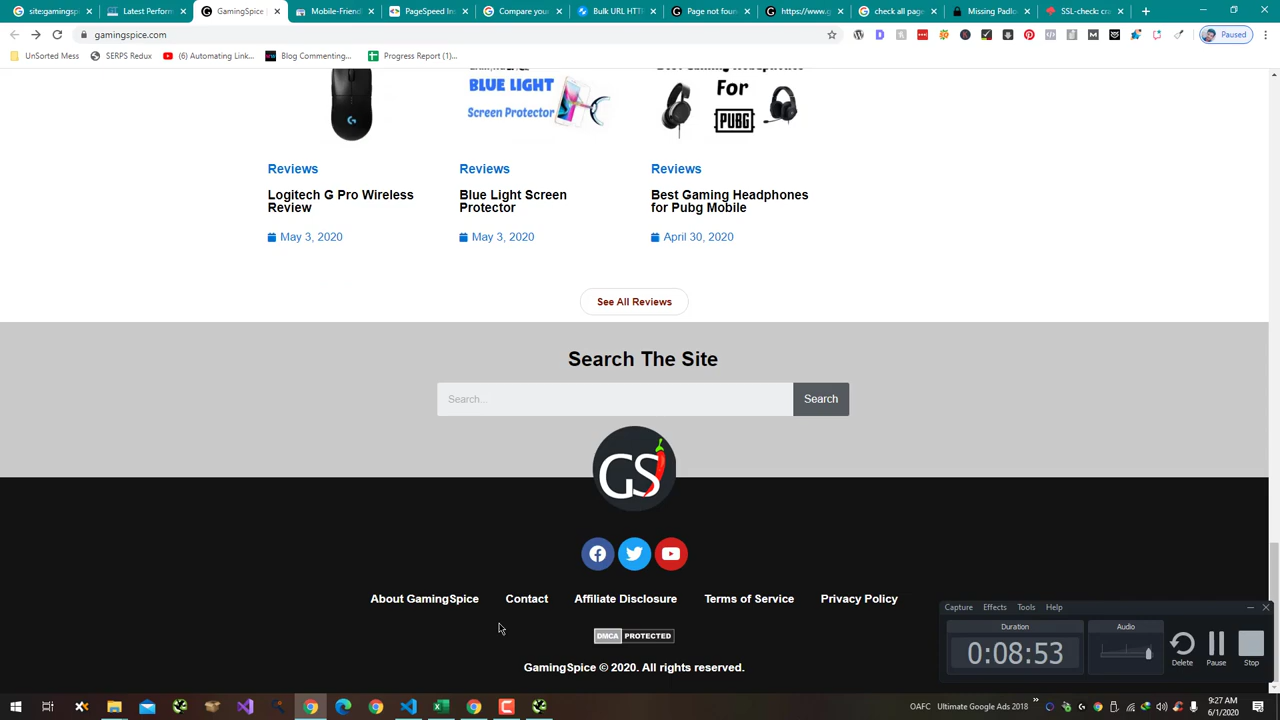 site:gamingsp
Latest Perform
GamingSpice |
Mobile-Friend
PageSpeed Ins
Compare your
Bulk URL HTT
Page not foun
https://www.g
check all page
Missing Padlo
SSL-check: cr
gamingspice.com
Paused
UnSorted Mess
SERPS Redux
(6) Automating Link...
Blog Commenting...
Progress Report (1)...
BLUE LIGHT
Screen Protector
For
PUBG
Reviews
Reviews
Reviews
Logitech G Pro Wireless
Review
Blue Light Screen
Protector
Best Gaming Headphones
for Pubg Mobile
May 3, 2020
May 3, 2020
April 30, 2020
See All Reviews
Search The Site
Search...
Search
GS
About GamingSpice
Contact
Affiliate Disclosure
Terms of Service
Privacy Policy
DMCA PROTECTED
GamingSpice © 2020. All rights reserved.
Capture Effects Tools Help
Duration
Audio
0:08:53
Delete
Pause
Stop
OAFC Ultimate Google Ads 2018
9:27 AM
6/1/2020